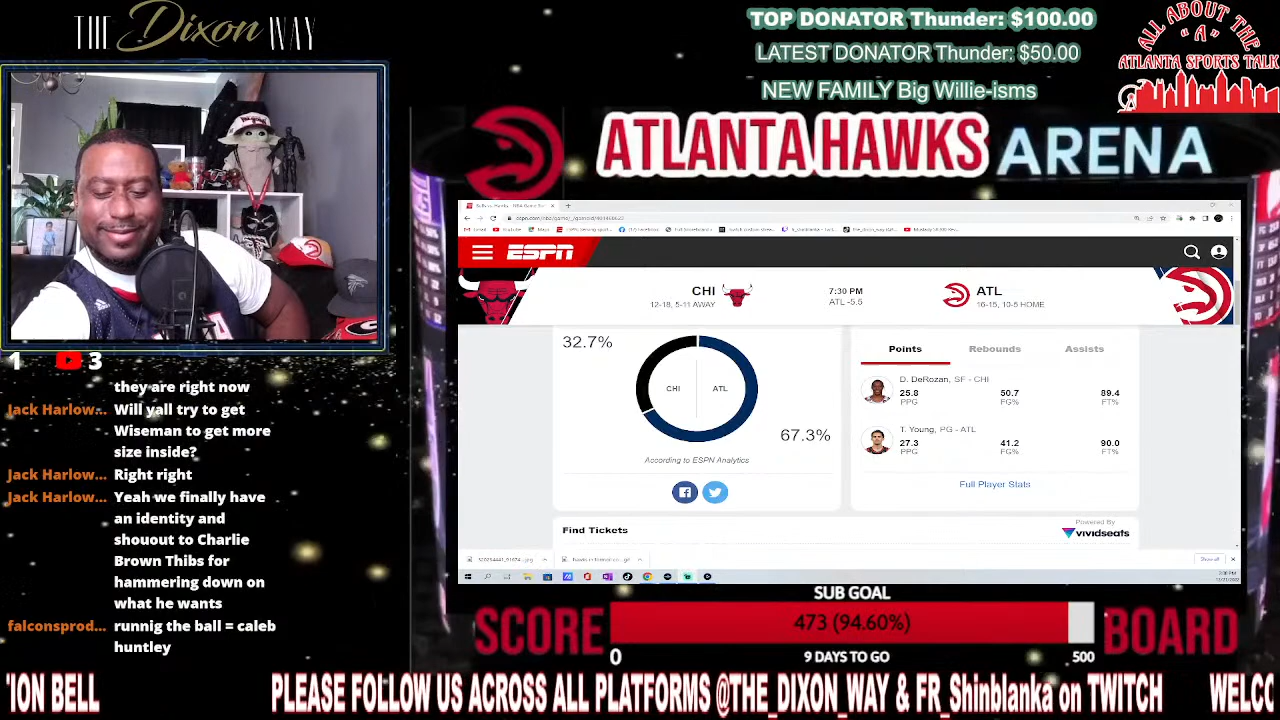 THE Dixon WAY
TOP DONATOR Thunder: $100.00
LATEST DONATOR Thunder: $50.00
NEW FAMILY Big Willie-isms
ALL ABOUT THE
"A"
ATLANTA SPORTS TALK
ATLANTA HAWKS ARENA
ESPN
CHI
12-18, 5-11 AWAY
7:30 PM
ATL -5.5
ATL
16-15, 10-5 HOME
32.7%
CHI
ATL
67.3%
According to ESPN Analytics
Points Rebounds Assists
D. DeRozan, SF - CHI
25.8 50.7 89.4
PPG FG% FT%
T. Young, PG - ATL
27.3 41.2 90.0
PPG FG% FT%
Full Player Stats
Find Tickets
Powered By
vividseats
Show all
1 3
they are right now
Jack Harlow... Will yall try to get
Wiseman to get more
size inside?
Jack Harlow... Right right
Jack Harlow... Yeah we finally have
an identity and
shouout to Charlie
Brown Thibs for
hammering down on
what he wants
falconsprod... runnig the ball = caleb
huntley
SCORE BOARD
SUB GOAL
473 (94.60%)
0 9 DAYS TO GO 500
'ION BELL PLEASE FOLLOW US ACROSS ALL PLATFORMS @THE_DIXON_WAY & FR_Shinblanka on TWITCH WELCO